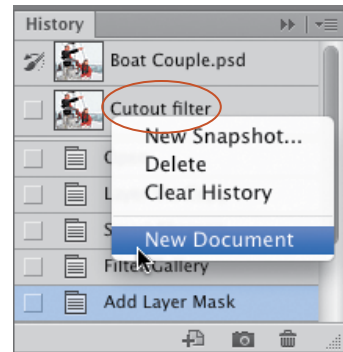 History
Boat Couple.psd
Cutout filter
New Snapshot...
Delete
Clear History
New Document
Filter Gallery
Add Layer Mask